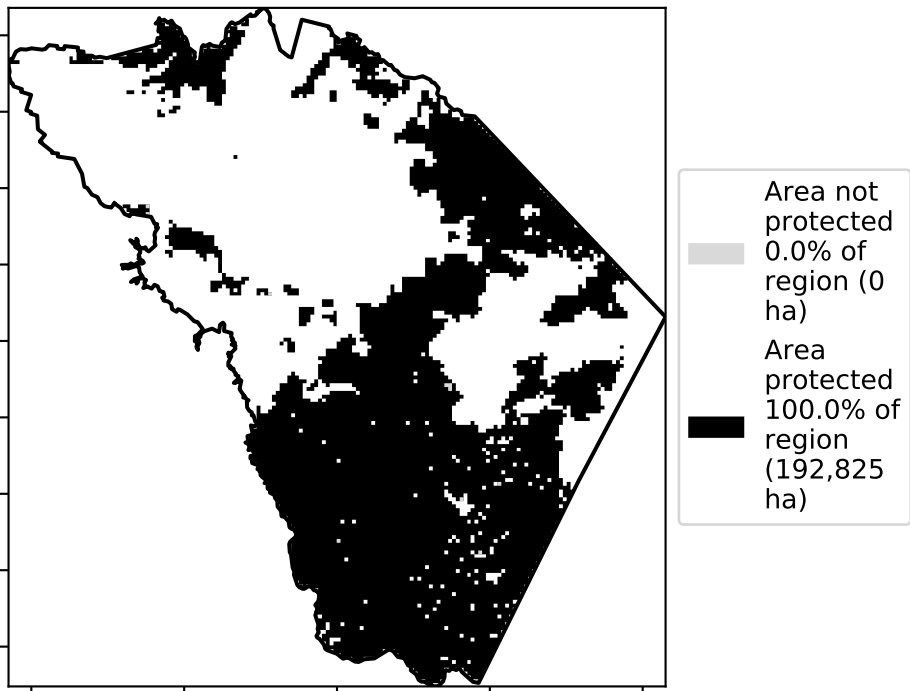 Area not
protected
0.0% of
region (0
ha)
Area
protected
100.0% of
region
(192,825
ha)